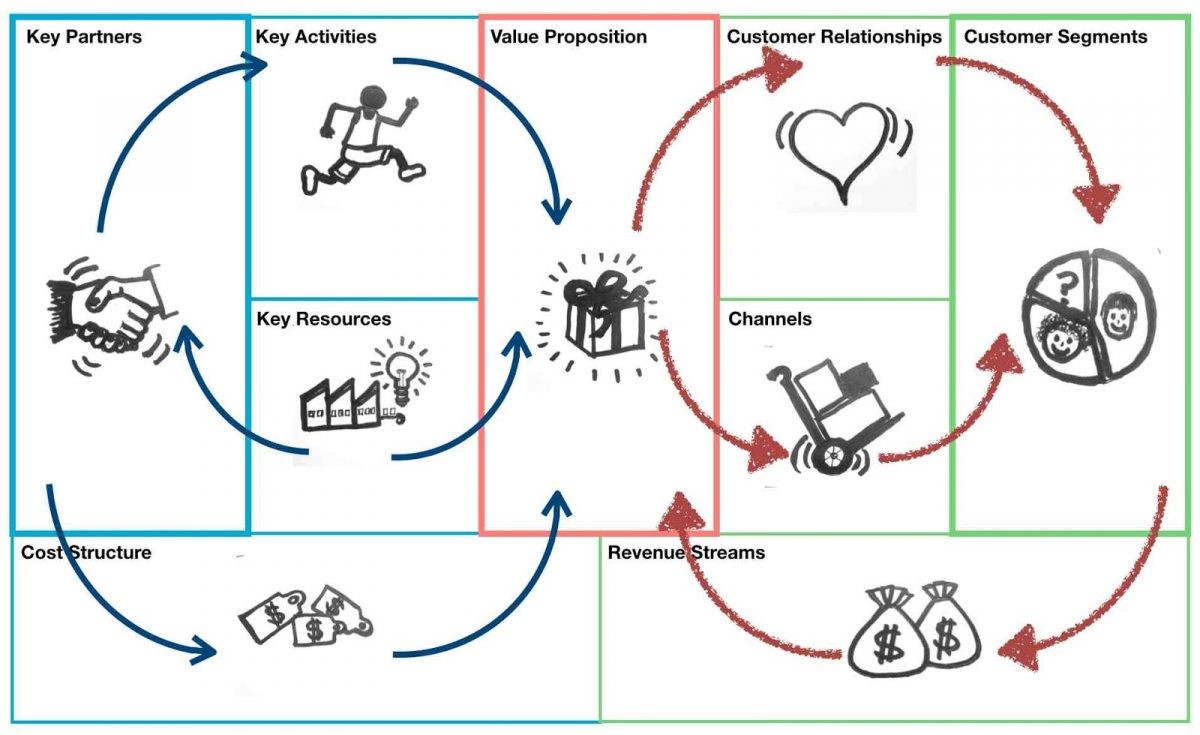 Key Partners
Key Activities
Value Proposition
Customer Relationships
Customer Segments
Key Resources
Channels
?
Cost Structure
Revenue Streams
$
$
$
$
$